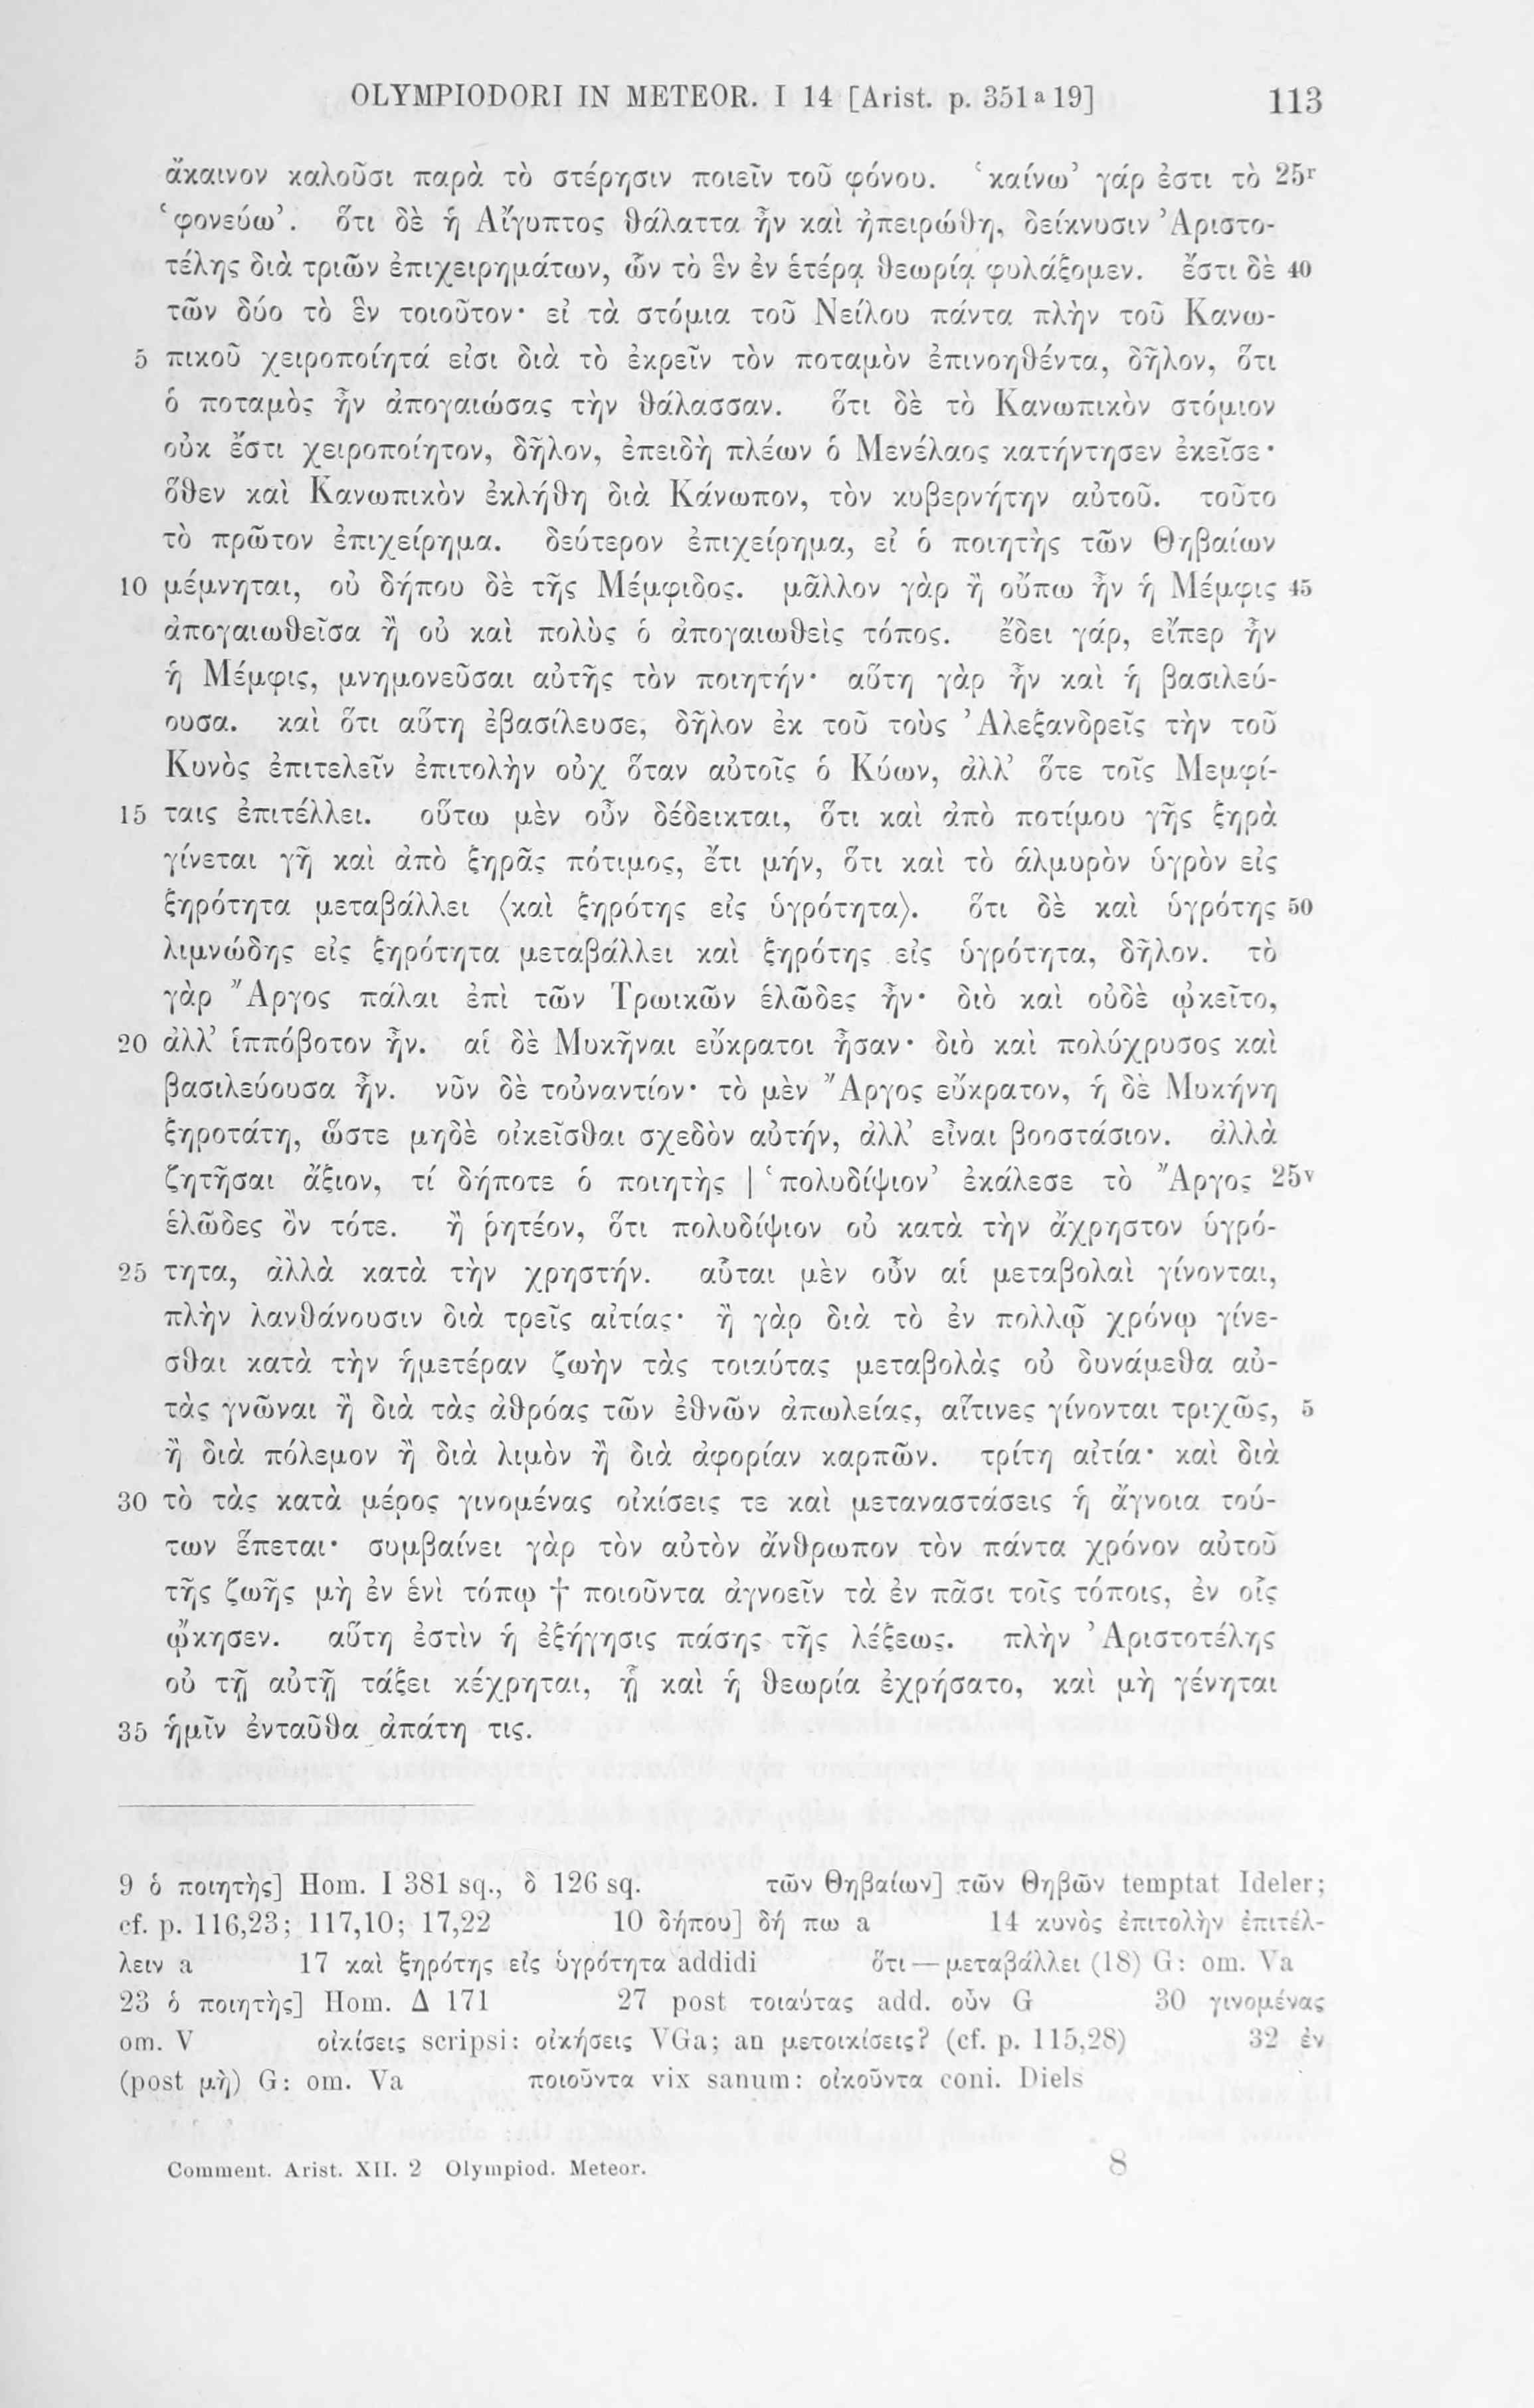 OLYMPIODORI IN METEOR. I 14 [Arist. p. 351ᵃ19] 113
ἄκαινον καλοῦσι παρὰ τὸ στέρησιν ποιεῖν τοῦ φόνου. ‘καίνω’ γάρ ἐστι τὸ 25ʳ
‘φονεύω’. ὅτι δὲ ἡ Αἴγυπτος θάλαττα ἦν καὶ ἠπειρώθη, δείκνυσιν Ἀριστο-
τέλης διὰ τριῶν ἐπιχειρημάτων, ὧν τὸ ἓν ἐν ἑτέρᾳ θεωρίᾳ φυλάξομεν. ἔστι δὲ 40
τῶν δύο τὸ ἓν τοιοῦτον· εἰ τὰ στόμια τοῦ Νείλου πάντα πλὴν τοῦ Κανω-
5 πικοῦ χειροποίητά εἰσι διὰ τὸ ἐκρεῖν τὸν ποταμὸν ἐπινοηθέντα, δῆλον, ὅτι
ὁ ποταμὸς ἦν ἀπογαιώσας τὴν θάλασσαν. ὅτι δὲ τὸ Κανωπικὸν στόμιον
οὐκ ἔστι χειροποίητον, δῆλον, ἐπειδὴ πλέων ὁ Μενέλαος κατήντησεν ἐκεῖσε·
ὅθεν καὶ Κανωπικὸν ἐκλήθη διὰ Κάνωπον, τὸν κυβερνήτην αὐτοῦ. τοῦτο
τὸ πρῶτον ἐπιχείρημα. δεύτερον ἐπιχείρημα, εἰ ὁ ποιητὴς τῶν Θηβαίων
10 μέμνηται, οὐ δήπου δὲ τῆς Μέμφιδος. μᾶλλον γὰρ ἢ οὔπω ἦν ἡ Μέμφις 45
ἀπογαιωθεῖσα ἢ οὐ καὶ πολὺς ὁ ἀπογαιωθεὶς τόπος. ἔδει γάρ, εἴπερ ἦν
ἡ Μέμφις, μνημονεῦσαι αὐτῆς τὸν ποιητήν· αὕτη γὰρ ἦν καὶ ἡ βασιλεύ-
ουσα. καὶ ὅτι αὕτη ἐβασίλευσε, δῆλον ἐκ τοῦ τοὺς Ἀλεξανδρεῖς τὴν τοῦ
Κυνὸς ἐπιτελεῖν ἐπιτολὴν οὐχ ὅταν αὐτοῖς ὁ Κύων, ἀλλ’ ὅτε τοῖς Μεμφί-
15 ταις ἐπιτέλλει. οὕτω μὲν οὖν δέδεικται, ὅτι καὶ ἀπὸ ποτίμου γῆς ξηρὰ
γίνεται γῆ καὶ ἀπὸ ξηρᾶς πότιμος, ἔτι μήν, ὅτι καὶ τὸ ἁλμυρὸν ὑγρὸν εἰς
ξηρότητα μεταβάλλει ⟨καὶ ξηρότης εἰς ὑγρότητα⟩. ὅτι δὲ καὶ ὑγρότης 50
λιμνώδης εἰς ξηρότητα μεταβάλλει καὶ ξηρότης εἰς ὑγρότητα, δῆλον. τὸ
γὰρ Ἄργος πάλαι ἐπὶ τῶν Τρωικῶν ἑλῶδες ἦν· διὸ καὶ οὐδὲ ᾠκεῖτο,
20 ἀλλ’ ἱππόβοτον ἦν. αἱ δὲ Μυκῆναι εὔκρατοι ἦσαν· διὸ καὶ πολύχρυσος καὶ
βασιλεύουσα ἦν. νῦν δὲ τοὐναντίον· τὸ μὲν Ἄργος εὔκρατον, ἡ δὲ Μυκήνη
ξηροτάτη, ὥστε μηδὲ οἰκεῖσθαι σχεδὸν αὐτήν, ἀλλ’ εἶναι βοοστάσιον. ἀλλὰ
ζητῆσαι ἄξιον, τί δήποτε ὁ ποιητὴς | ‘πολυδίψιον’ ἐκάλεσε τὸ Ἄργος 25ᵛ
ἑλῶδες ὂν τότε. ἢ ῥητέον, ὅτι πολυδίψιον οὐ κατὰ τὴν ἄχρηστον ὑγρό-
25 τητα, ἀλλὰ κατὰ τὴν χρηστήν. αὗται μὲν οὖν αἱ μεταβολαὶ γίνονται,
πλὴν λανθάνουσιν διὰ τρεῖς αἰτίας· ἢ γὰρ διὰ τὸ ἐν πολλῷ χρόνῳ γίνε-
σθαι κατὰ τὴν ἡμετέραν ζωὴν τὰς τοιαύτας μεταβολὰς οὐ δυνάμεθα αὐ-
τὰς γνῶναι ἢ διὰ τὰς ἀθρόας τῶν ἐθνῶν ἀπωλείας, αἵτινες γίνονται τριχῶς, 5
ἢ διὰ πόλεμον ἢ διὰ λιμὸν ἢ διὰ ἀφορίαν καρπῶν. τρίτη αἰτία· καὶ διὰ
30 τὸ τὰς κατὰ μέρος γινομένας οἰκίσεις τε καὶ μεταναστάσεις ἡ ἄγνοια τού-
των ἕπεται· συμβαίνει γὰρ τὸν αὐτὸν ἄνθρωπον τὸν πάντα χρόνον αὐτοῦ
τῆς ζωῆς μὴ ἐν ἑνὶ τόπῳ † ποιοῦντα ἀγνοεῖν τὰ ἐν πᾶσι τοῖς τόποις, ἐν οἷς
ᾤκησεν. αὕτη ἐστὶν ἡ ἐξήγησις πάσης τῆς λέξεως. πλὴν Ἀριστοτέλης
οὐ τῇ αὐτῇ τάξει κέχρηται, ᾗ καὶ ἡ θεωρία ἐχρήσατο, καὶ μὴ γένηται
35 ἡμῖν ἐνταῦθα ἀπάτη τις.
9 ὁ ποιητὴς] Hom. I 381 sq., δ 126 sq. τῶν Θηβαίων] τῶν Θηβῶν temptat Ideler;
cf. p. 116,23; 117,10; 17,22 10 δήπου] δή πω a 14 κυνὸς ἐπιτολὴν ἐπιτέλ-
λειν a 17 καὶ ξηρότης εἰς ὑγρότητα addidi ὅτι — μεταβάλλει (18) G: om. Va
23 ὁ ποιητὴς] Hom. Δ 171 27 post τοιαύτας add. οὖν G 30 γινομένας
om. V οἰκίσεις scripsi: οἰκήσεις VGa; an μετοικίσεις? (cf. p. 115,28) 32 ἐν
(post μὴ) G: om. Va ποιοῦντα vix sanum: οἰκοῦντα coni. Diels
Comment. Arist. XII. 2 Olympiod. Meteor. 8